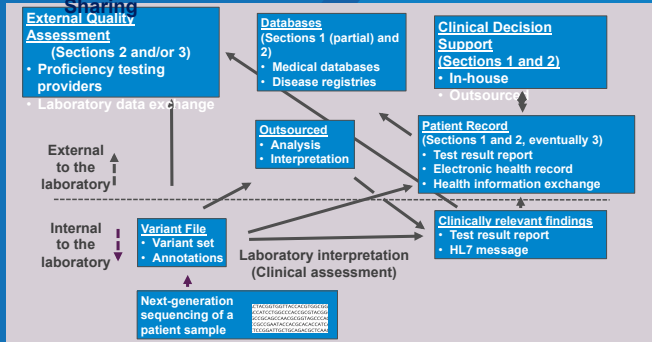 Sharing
External Quality
Assessment
(Sections 2 and/or 3)
• Proficiency testing
providers
• Laboratory data exchange
Databases
(Sections 1 (partial) and
2)
• Medical databases
• Disease registries
Clinical Decision
Support
(Sections 1 and 2)
• In-house
• Outsourced
Outsourced
• Analysis
• Interpretation
Patient Record
(Sections 1 and 2, eventually 3)
• Test result report
• Electronic health record
• Health information exchange
External
to the
laboratory
Internal
to the
laboratory
Variant File
• Variant set
• Annotations
Laboratory interpretation
(Clinical assessment)
Clinically relevant findings
• Test result report
• HL7 message
Next-generation
sequencing of a
patient sample